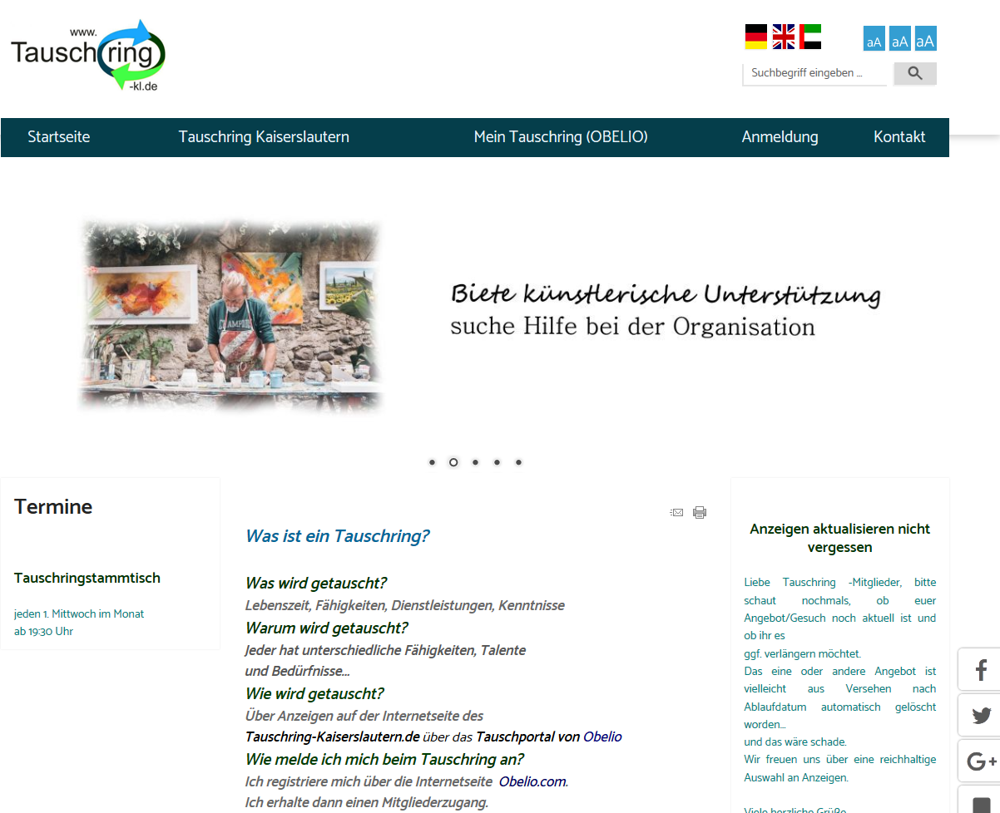 www.
Tauschring
-kl.de
aA aA aA
Suchbegriff eingeben ...
Startseite Tauschring Kaiserslautern Mein Tauschring (OBELIO) Anmeldung Kontakt
CHAMPION
Biete künstlerische Unterstützung
suche Hilfe bei der Organisation
Termine
Tauschringstammtisch
jeden 1. Mittwoch im Monat
ab 19:30 Uhr
Was ist ein Tauschring?
Was wird getauscht?
Lebenszeit, Fähigkeiten, Dienstleistungen, Kenntnisse
Warum wird getauscht?
Jeder hat unterschiedliche Fähigkeiten, Talente
und Bedürfnisse...
Wie wird getauscht?
Über Anzeigen auf der Internetseite des
Tauschring-Kaiserslautern.de über das Tauschportal von Obelio
Wie melde ich mich beim Tauschring an?
Ich registriere mich über die Internetseite Obelio.com.
Ich erhalte dann einen Mitgliederzugang.
Anzeigen aktualisieren nicht
vergessen
Liebe Tauschring -Mitglieder, bitte
schaut nochmals, ob euer
Angebot/Gesuch noch aktuell ist und
ob ihr es
ggf. verlängern möchtet.
Das eine oder andere Angebot ist
vielleicht aus Versehen nach
Ablaufdatum automatisch gelöscht
worden...
und das wäre schade.
Wir freuen uns über eine reichhaltige
Auswahl an Anzeigen.
Viele herzliche Grüße
G+